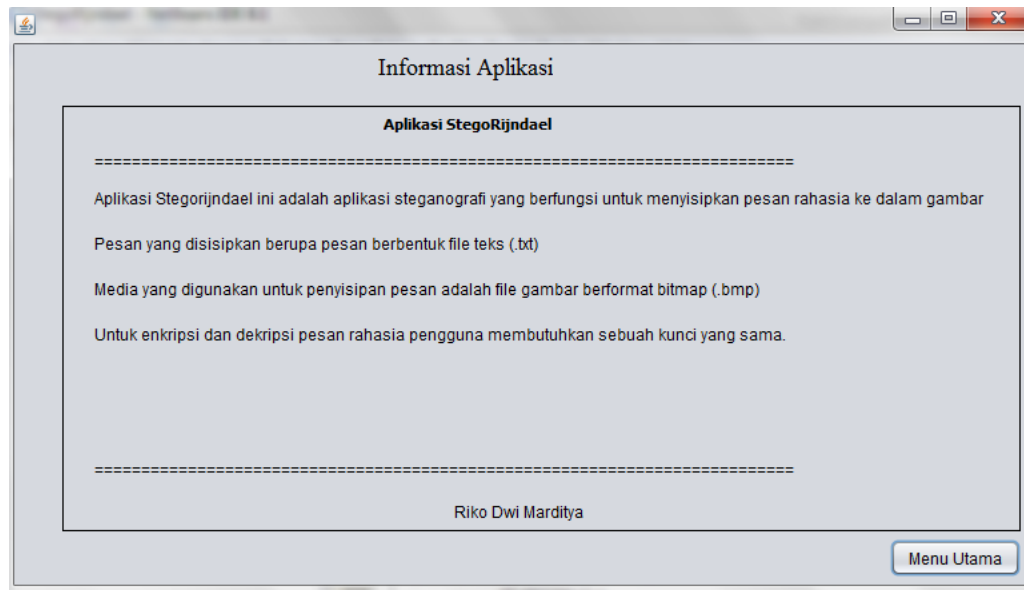 Informasi Aplikasi
Aplikasi StegoRijndael
===========================================================================
Aplikasi Stegorijndael ini adalah aplikasi steganografi yang berfungsi untuk menyisipkan pesan rahasia ke dalam gambar
Pesan yang disisipkan berupa pesan berbentuk file teks (.txt)
Media yang digunakan untuk penyisipan pesan adalah file gambar berformat bitmap (.bmp)
Untuk enkripsi dan dekripsi pesan rahasia pengguna membutuhkan sebuah kunci yang sama.
===========================================================================
Riko Dwi Marditya
Menu Utama